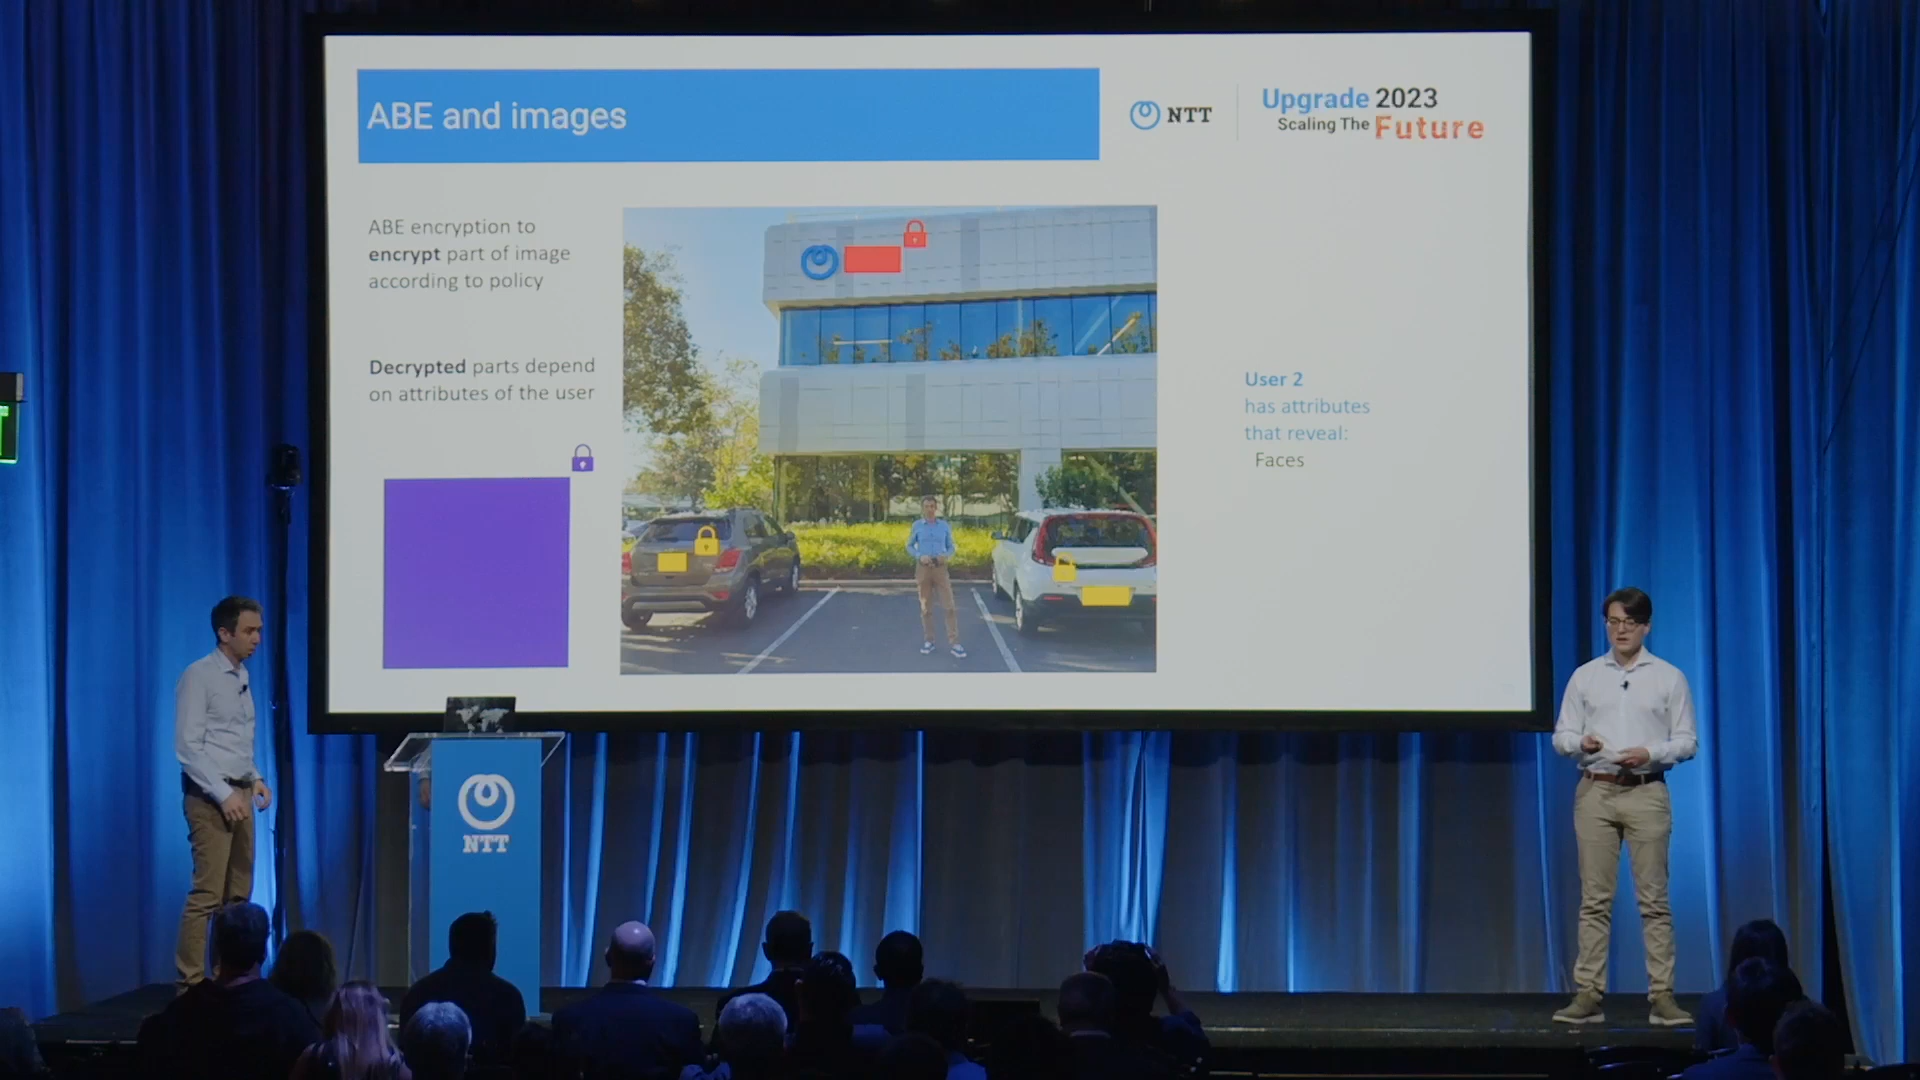 ABE and images
NTT
Upgrade 2023
Scaling The Future
ABE encryption to
encrypt part of image
according to policy
Decrypted parts depend
on attributes of the user
User 2
has attributes
that reveal:
Faces
T
NTT